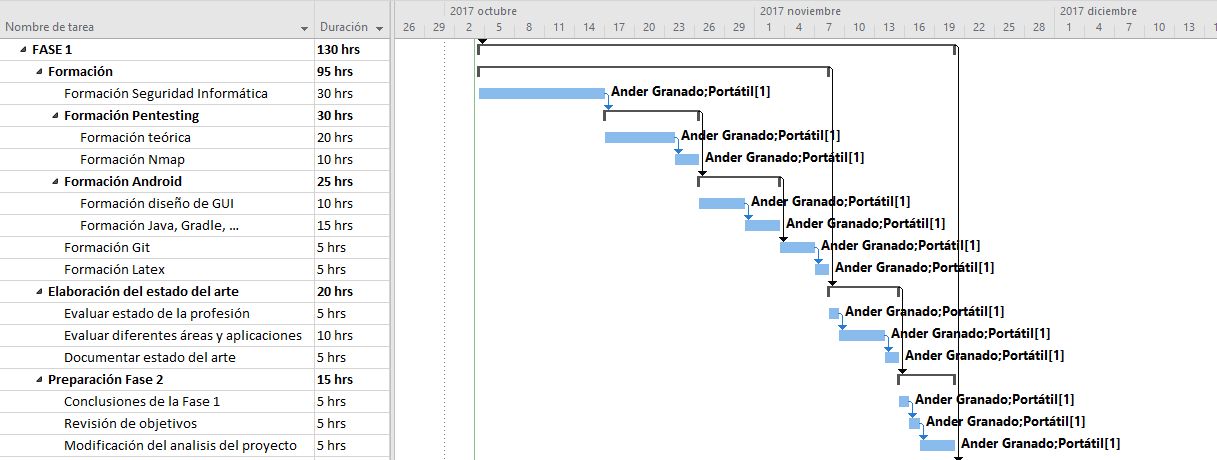 2017 octubre 2017 noviembre 2017 diciembre
Nombre de tarea Duración 26 29 2 5 8 11 14 17 20 23 26 29 1 4 7 10 13 16 19 22 25 28 1 4 7 10 13 1
FASE 1 130 hrs
Formación 95 hrs
Formación Seguridad Informática 30 hrs Ander Granado;Portátil[1]
Formación Pentesting 30 hrs
Formación teórica 20 hrs Ander Granado;Portátil[1]
Formación Nmap 10 hrs Ander Granado;Portátil[1]
Formación Android 25 hrs
Formación diseño de GUI 10 hrs Ander Granado;Portátil[1]
Formación Java, Gradle, ... 15 hrs Ander Granado;Portátil[1]
Formación Git 5 hrs Ander Granado;Portátil[1]
Formación Latex 5 hrs Ander Granado;Portátil[1]
Elaboración del estado del arte 20 hrs
Evaluar estado de la profesión 5 hrs Ander Granado;Portátil[1]
Evaluar diferentes áreas y aplicaciones 10 hrs Ander Granado;Portátil[1]
Documentar estado del arte 5 hrs Ander Granado;Portátil[1]
Preparación Fase 2 15 hrs
Conclusiones de la Fase 1 5 hrs Ander Granado;Portátil[1]
Revisión de objetivos 5 hrs Ander Granado;Portátil[1]
Modificación del analisis del proyecto 5 hrs Ander Granado;Portátil[1]